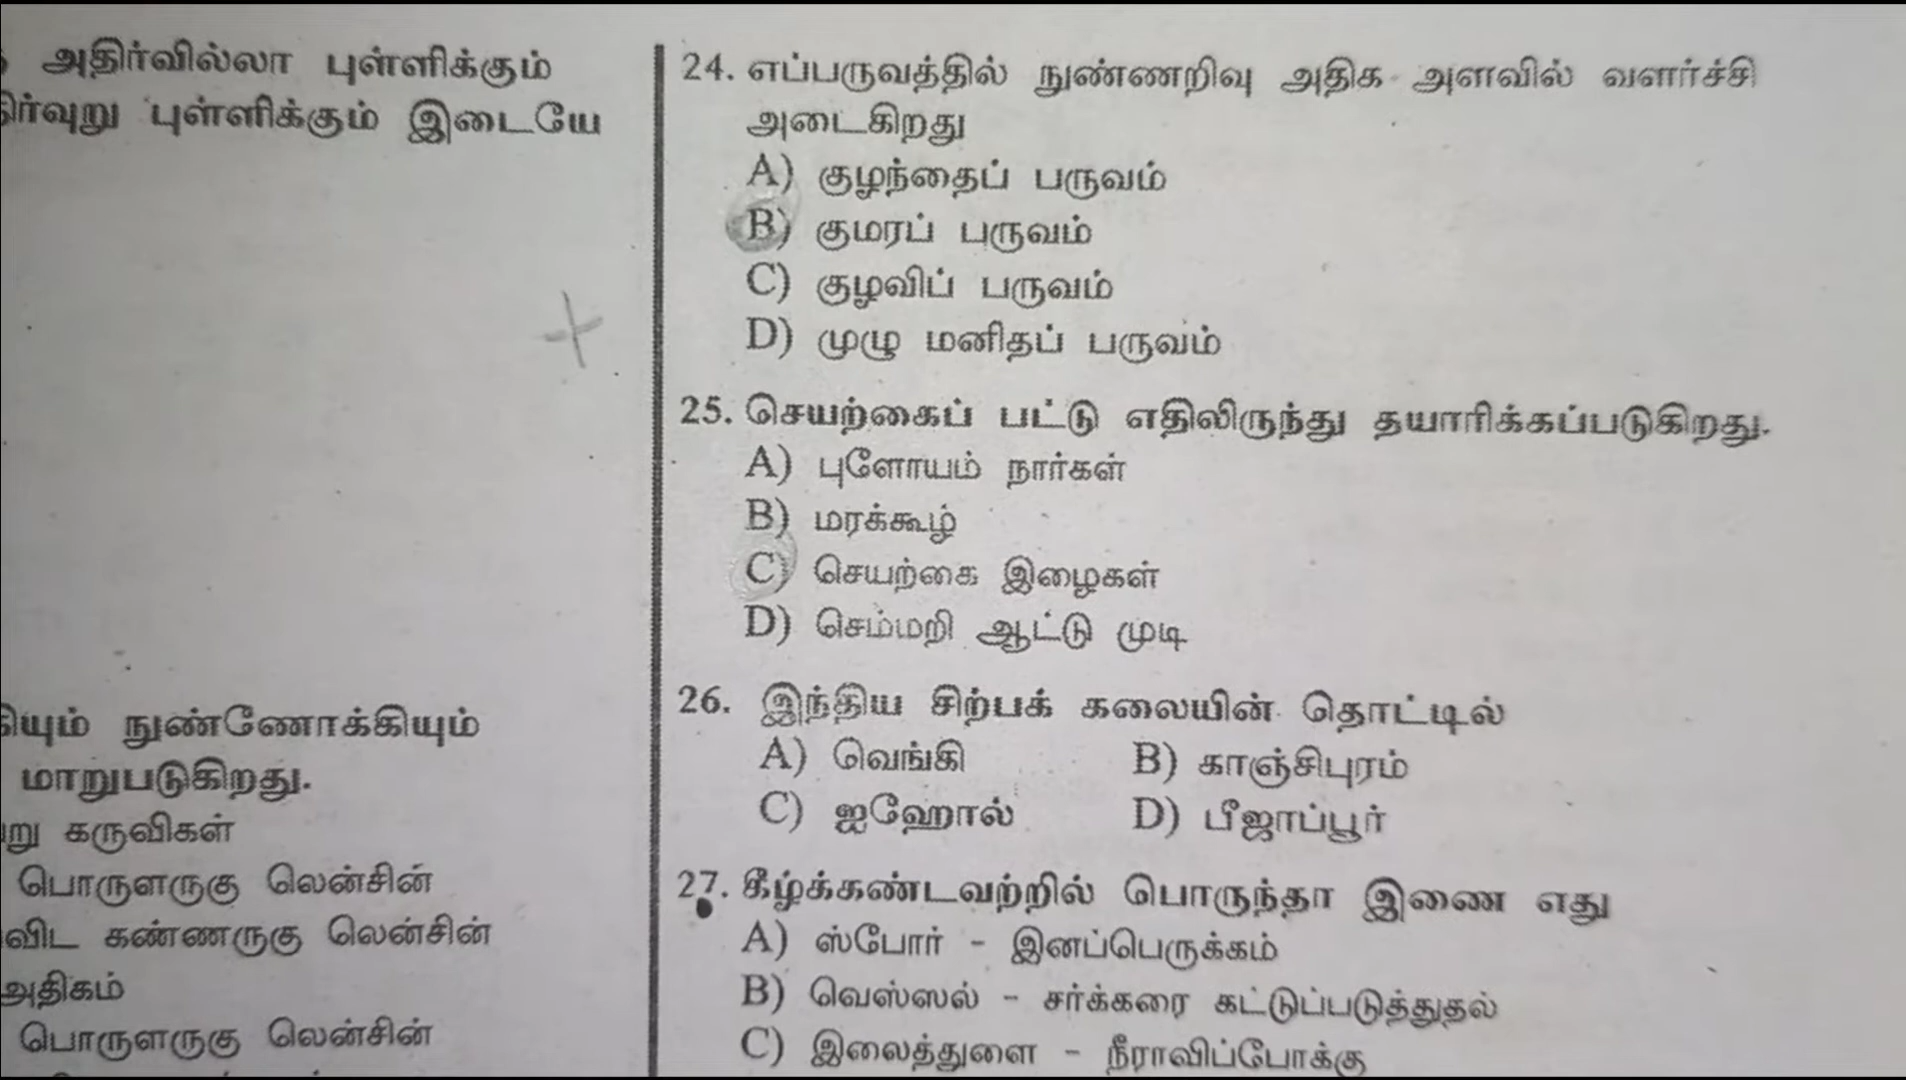 அதிர்வில்லா புள்ளிக்கும்
புள்ளிக்கும் இடையே
நுண்ணோக்கியும்
மாறுபடுகிறது.
கருவிகள்
பொருளருகு லென்சின்
கண்ணருகு லென்சின்
அதிகம்
பொருளருகு லென்சின்
24. எப்பருவத்தில் நுண்ணறிவு அதிக அளவில் வளர்ச்சி
அடைகிறது
A) குழந்தைப் பருவம்
B) குமரப் பருவம்
C) குழவிப் பருவம்
D) முழு மனிதப் பருவம்
25. செயற்கைப் பட்டு எதிலிருந்து தயாரிக்கப்படுகிறது.
A) புளோயம் நார்கள்
B) மரக்கூழ்
C) செயற்கை இழைகள்
D) செம்மறி ஆட்டு முடி
26. இந்திய சிற்பக் கலையின் தொட்டில்
A) வெங்கி B) காஞ்சிபுரம்
C) ஐஹோல் D) பீஜாப்பூர்
27. கீழ்க்கண்டவற்றில் பொருந்தா இணை எது
A) ஸ்போர் - இனப்பெருக்கம்
B) வெஸ்ஸல் - சர்க்கரை கட்டுப்படுத்துதல்
C) இலைத்துளை - நீராவிப்போக்கு